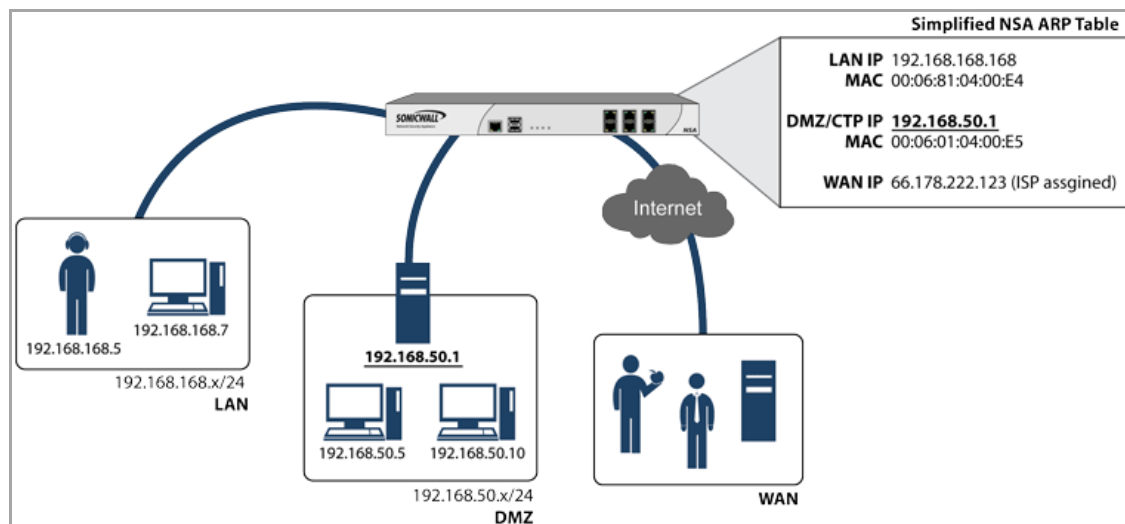 Simplified NSA ARP Table
LAN IP 192.168.168.168
MAC 00:06:81:04:00:E4
DMZ/CTP IP 192.168.50.1
MAC 00:06:01:04:00:E5
WAN IP 66.178.222.123 (ISP assgined)
SONICWALL
NSA
Internet
192.168.168.5
192.168.168.7
192.168.168.x/24
LAN
192.168.50.1
192.168.50.5
192.168.50.10
192.168.50.x/24
DMZ
WAN